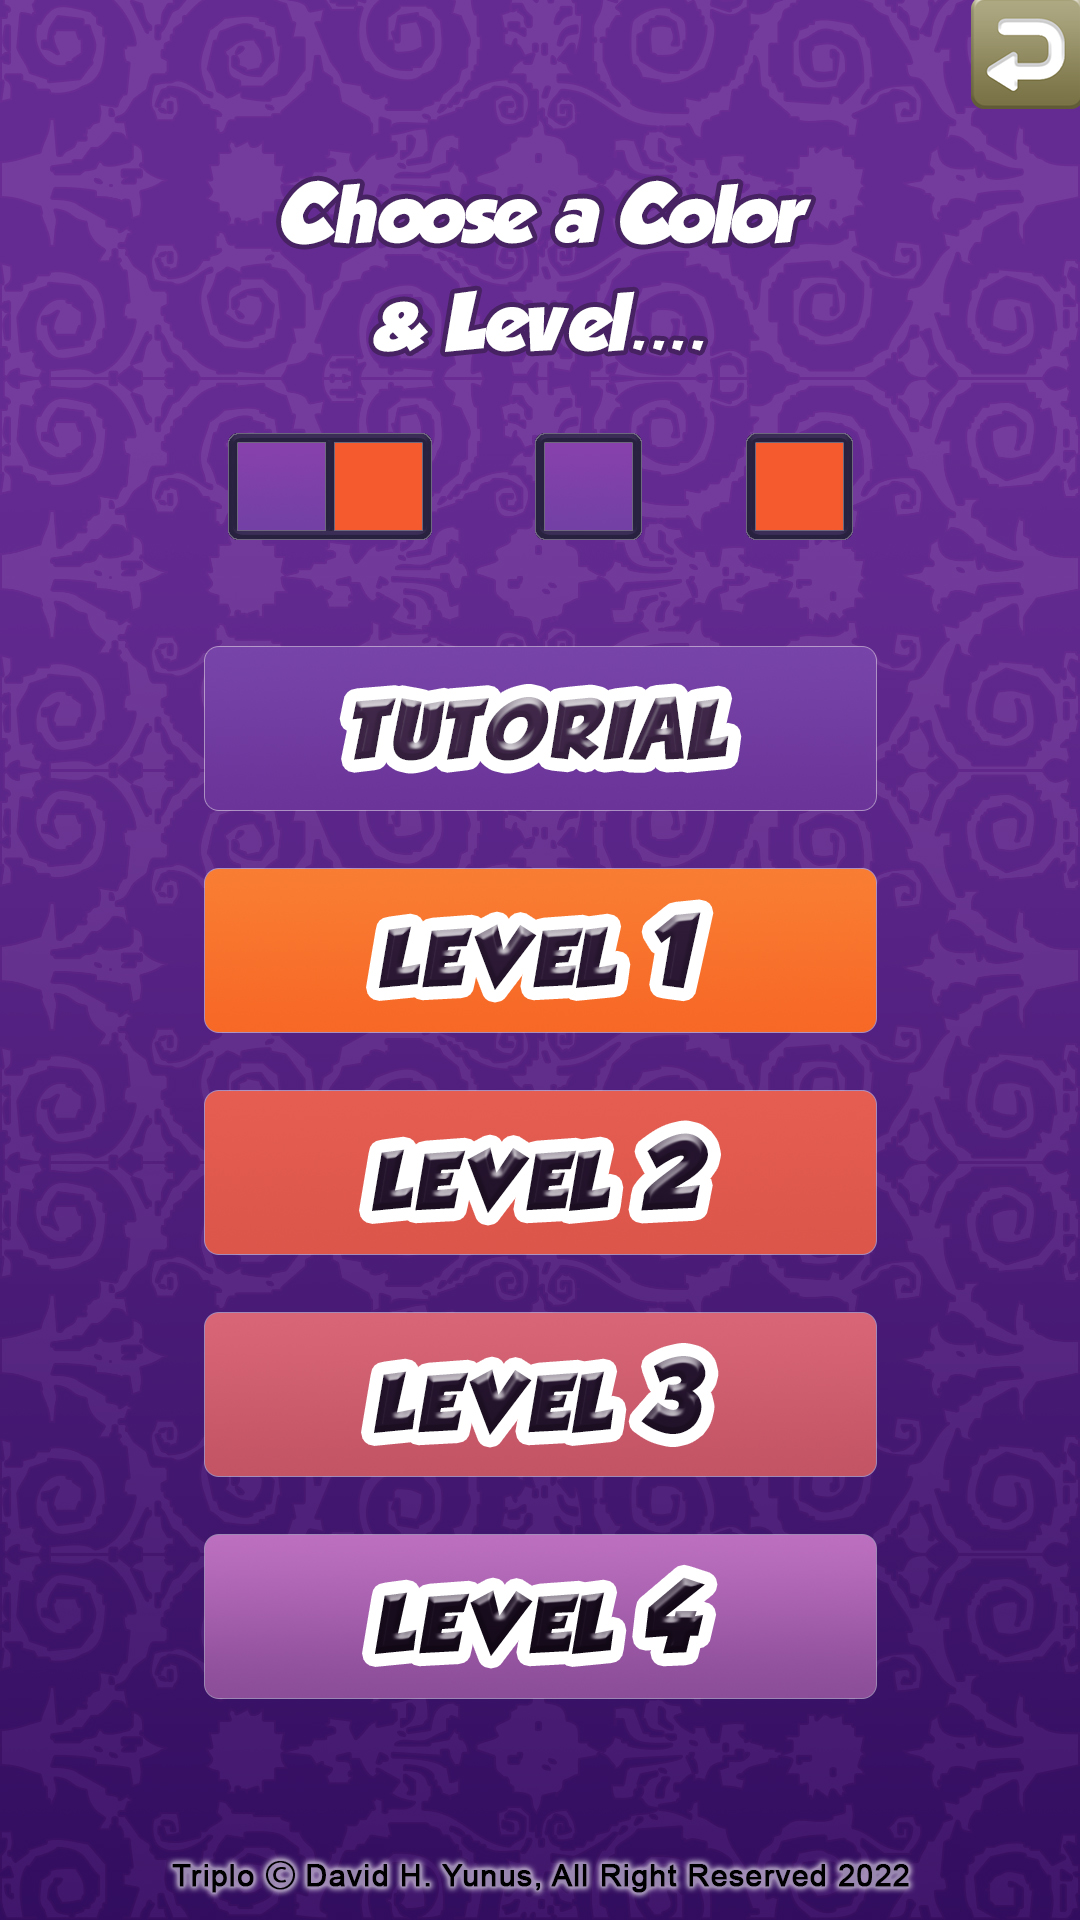 Choose a Color
& Level....
TUTORIAL
LEVEL 1
LEVEL 2
LEVEL 3
LEVEL 4
Triplo © David H. Yunus, All Right Reserved 2022